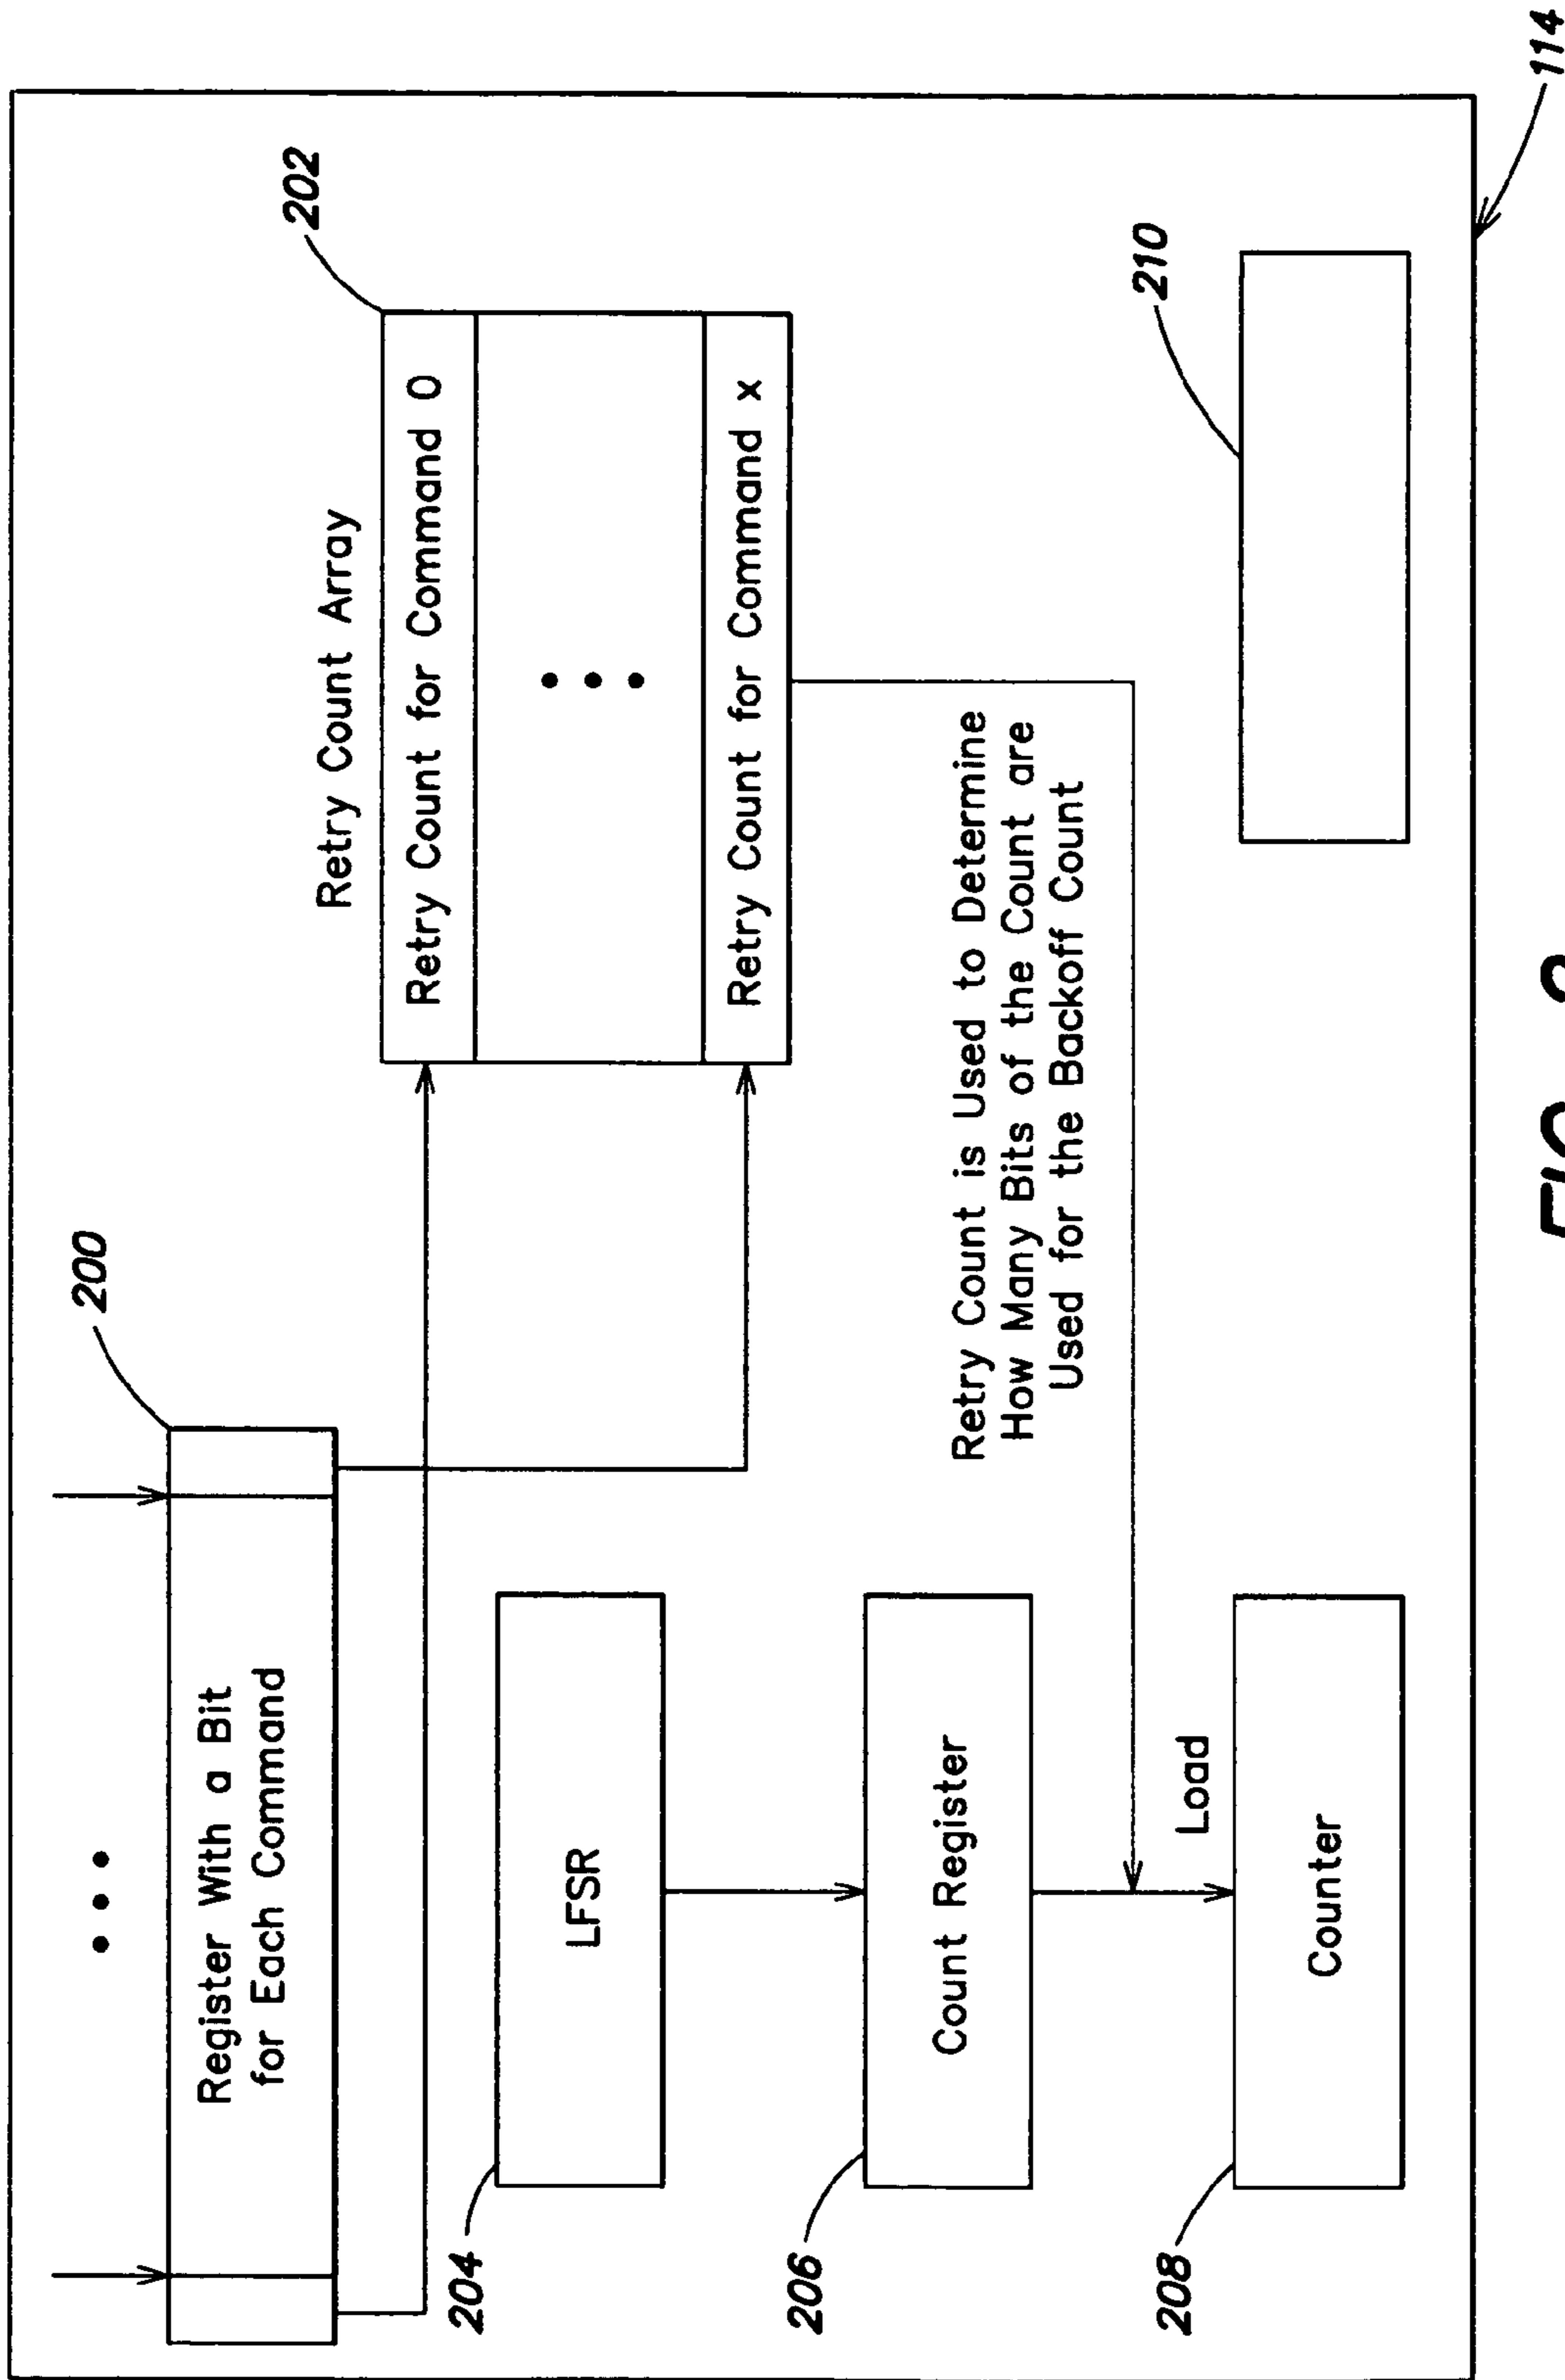 200
Register With a Bit
for Each Command
Retry Count Array
202
Retry Count for Command 0
Retry Count for Command x
204
LFSR
206
Count Register
Retry Count is Used to Determine
How Many Bits of the Count are
Used for the Backoff Count
Load
208
Counter
210
114